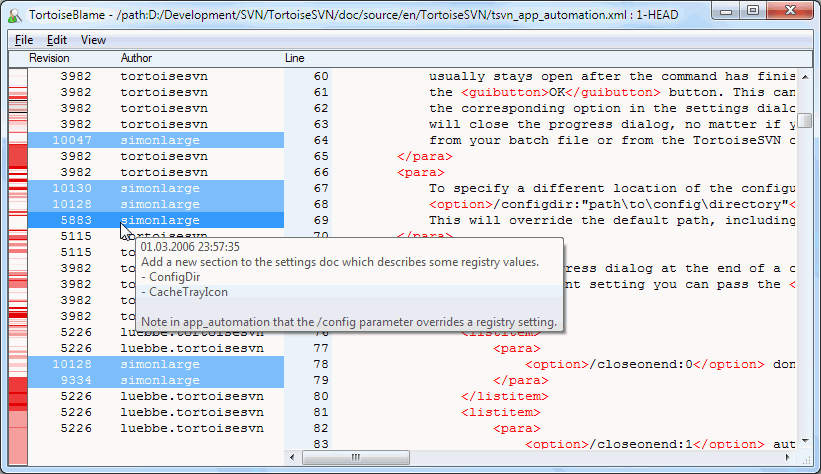 TortoiseBlame - /path:D:/Development/SVN/TortoiseSVN/doc/source/en/TortoiseSVN/tsvn_app_automation.xml : 1-HEAD
File Edit View
Revision Author Line
3982 tortoisesvn 60 usually stays open after the command has finis
3982 tortoisesvn 61 the <guibutton>OK</guibutton> button. This can
3982 tortoisesvn 62 the corresponding option in the settings dialo
3982 tortoisesvn 63 will close the progress dialog, no matter if y
10047 simonlarge 64 from your batch file or from the TortoiseSVN c
3982 tortoisesvn 65 </para>
3982 tortoisesvn 66 <para>
10130 simonlarge 67 To specify a different location of the configu
10128 simonlarge 68 <option>/configdir:"path\to\config\directory"<
5883 simonlarge 69 This will override the default path, including
5115 tortoisesvn 70 </para>
01.03.2006 23:57:35
5115
Add a new section to the settings doc which describes some registry values.
3982 gress dialog at the end of a c
- ConfigDir
3982 nt setting you can pass the <
- CacheTrayIcon
3982
3982
Note in app_automation that the /config parameter overrides a registry setting.
5226 luebbe.tortoisesvn 76 <listitem>
5226 luebbe.tortoisesvn 77 <para>
10128 simonlarge 78 <option>/closeonend:0</option> don
9334 simonlarge 79 </para>
5226 luebbe.tortoisesvn 80 </listitem>
5226 luebbe.tortoisesvn 81 <listitem>
5226 luebbe.tortoisesvn 82 <para>
83 <option>/closeonend:1</option> aut